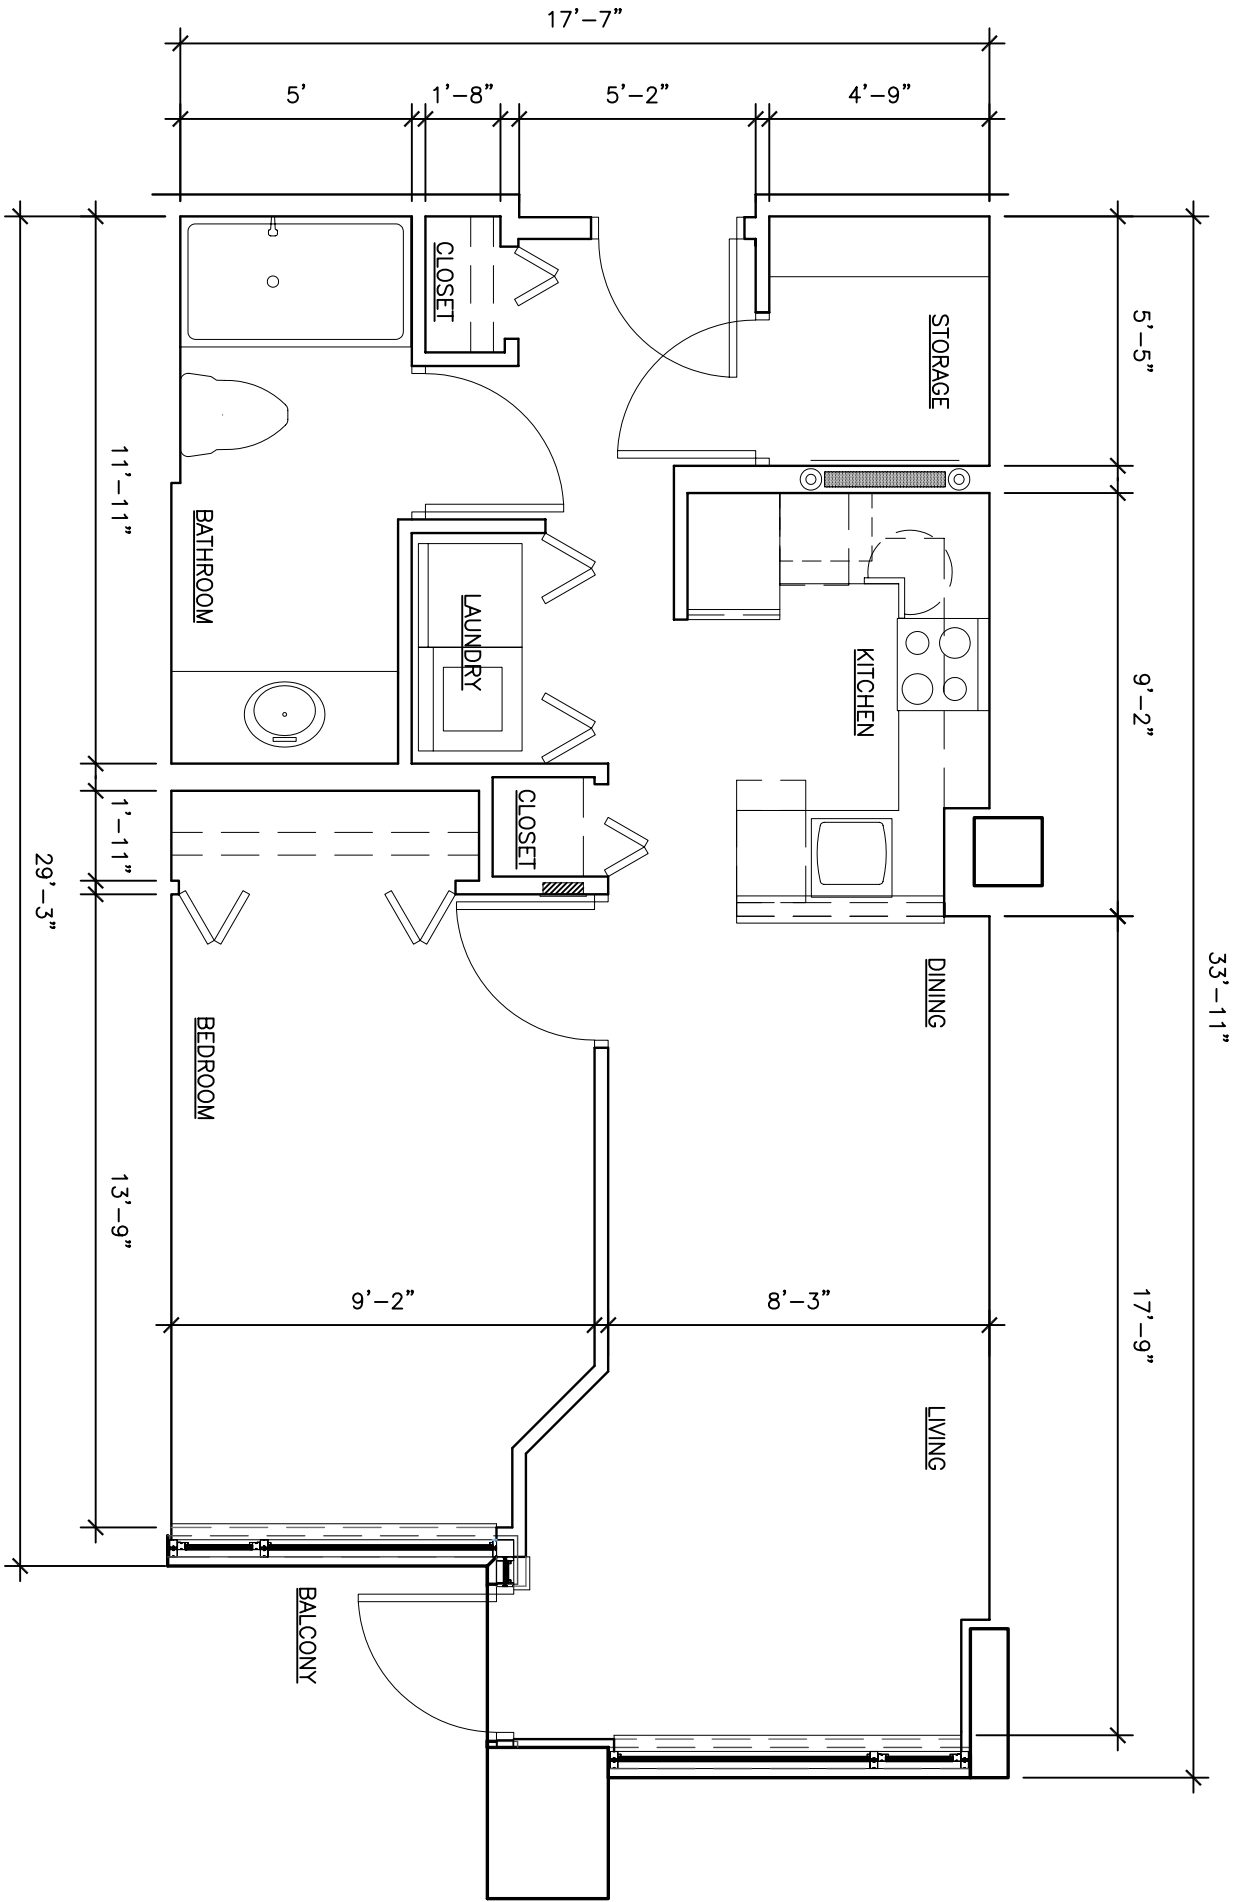 17'-7"
5'
1'-8"
5'-2"
4'-9"
CLOSET
STORAGE
5'-5"
11'-11"
BATHROOM
LAUNDRY
KITCHEN
9'-2"
1'-11"
29'-3"
CLOSET
DINING
33'-11"
BEDROOM
13'-9"
9'-2"
8'-3"
17'-9"
LIVING
BALCONY